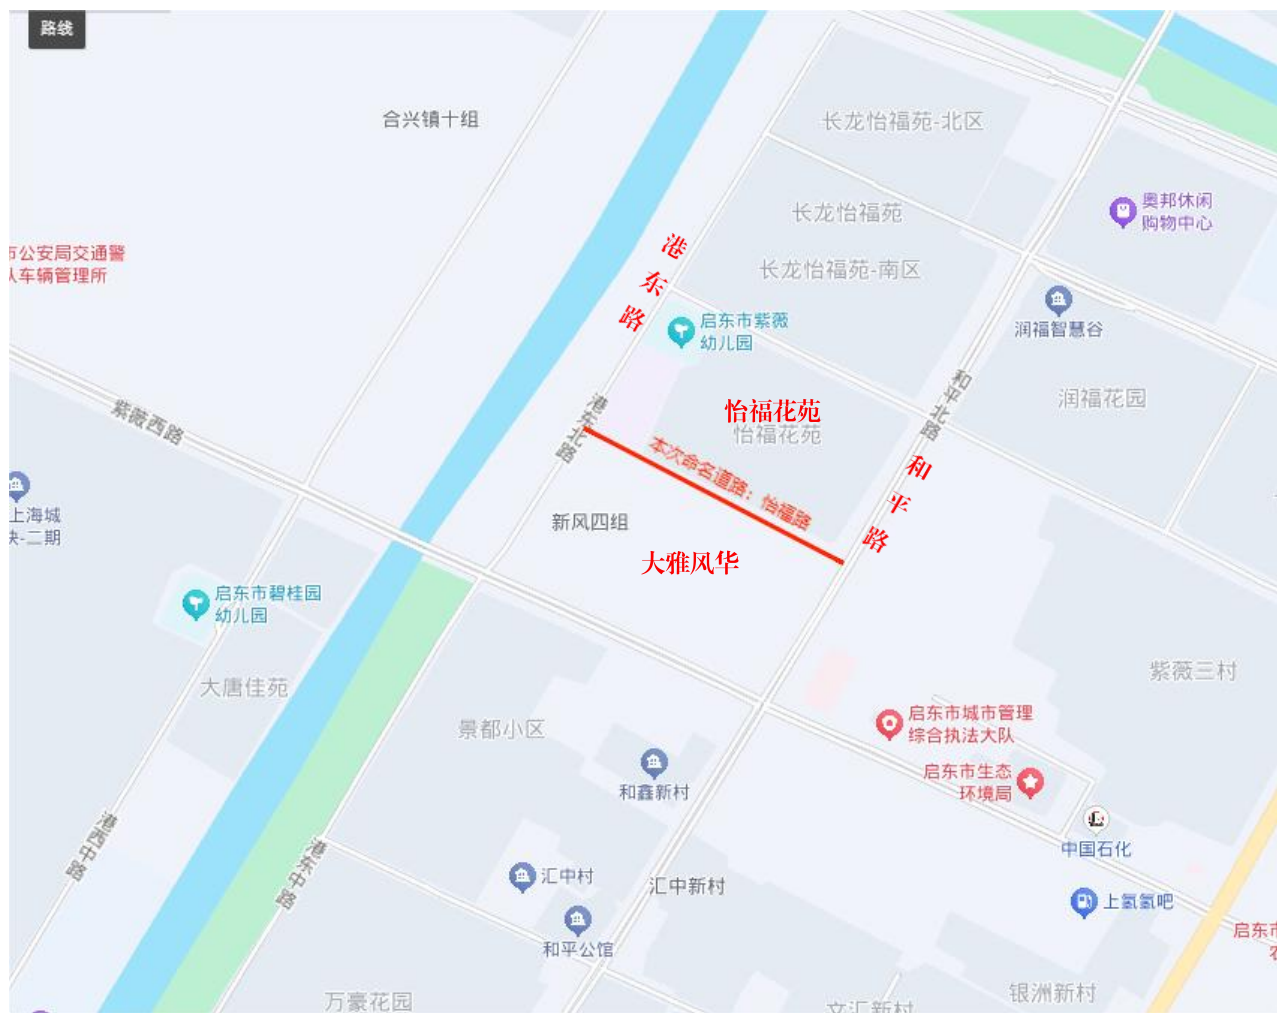 路线
合兴镇十组
长龙怡福苑-北区
奥邦休闲
购物中心
长龙怡福苑
市公安局交通警
队车辆管理所
港东路
长龙怡福苑-南区
启东市紫薇
幼儿园
润福智慧谷
和平北路
润福花园
紫薇西路
港东北路
怡福花苑
怡福花苑
本次命名道路：怡福路
和平路
上海城
块-二期
新风四组
大雅风华
启东市碧桂园
幼儿园
紫薇三村
大唐佳苑
景都小区
启东市城市管理
综合执法大队
启东市生态
环境局
和鑫新村
中国石化
港西中路
港东中路
汇中村
汇中新村
上氢氢吧
和平公馆
启东市
农
万豪花园
文汇新村
银洲新村